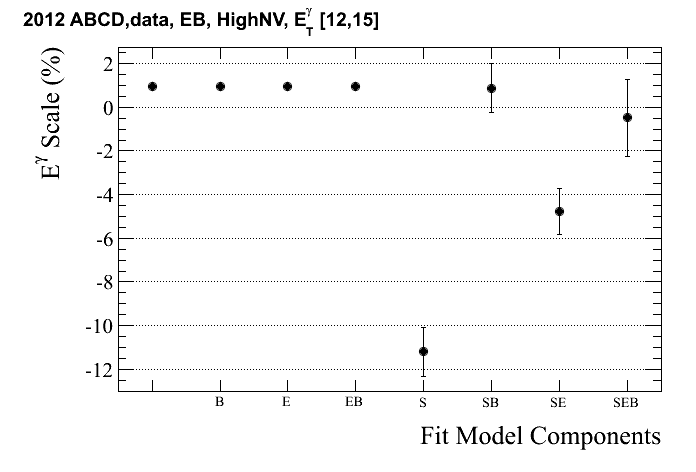 2012 ABCD,data, EB, HighNV, E_T^γ [12,15]
E^γ Scale (%)
2
0
-2
-4
-6
-8
-10
-12
B E EB S SB SE SEB
Fit Model Components